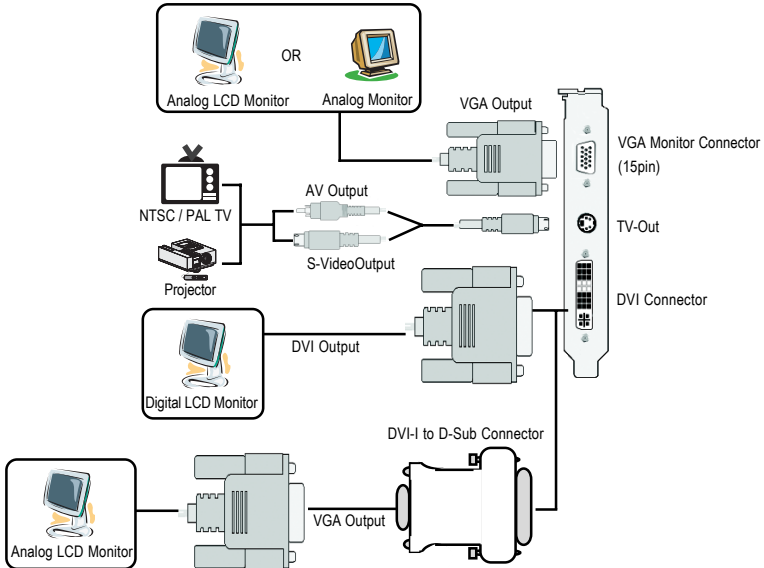 OR
Analog LCD Monitor
Analog Monitor
VGA Output
VGA Monitor Connector
(15pin)
AV Output
NTSC / PAL TV
TV-Out
S-VideoOutput
Projector
DVI Connector
DVI Output
Digital LCD Monitor
DVI-I to D-Sub Connector
VGA Output
Analog LCD Monitor